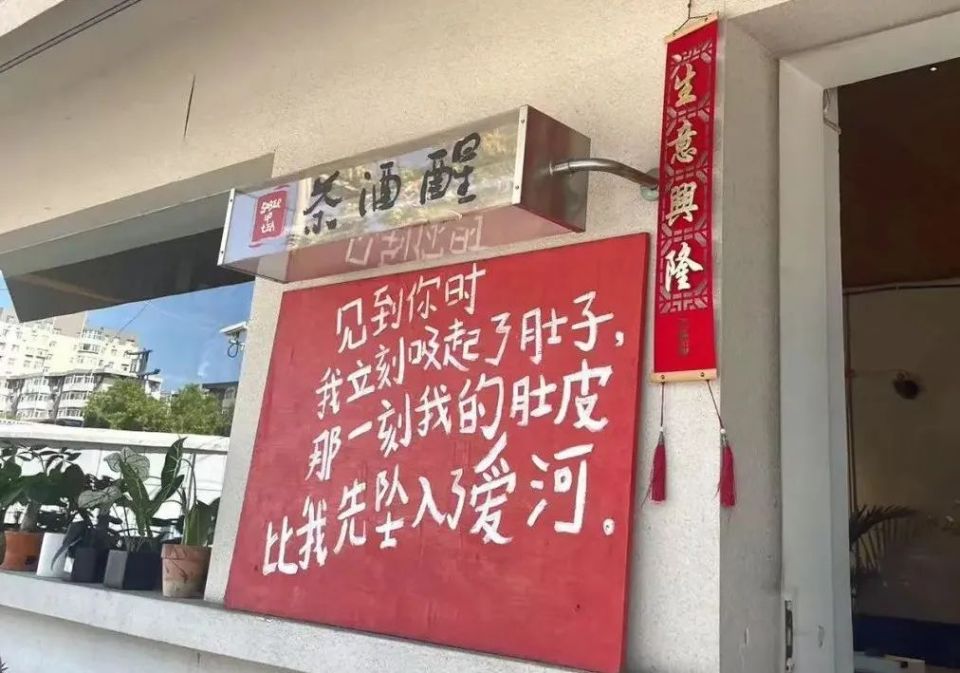 茶酒醒
见到你时
我立刻吸起了肚子,
那一刻我的肚皮
比我先坠入了爱河。
生意興隆